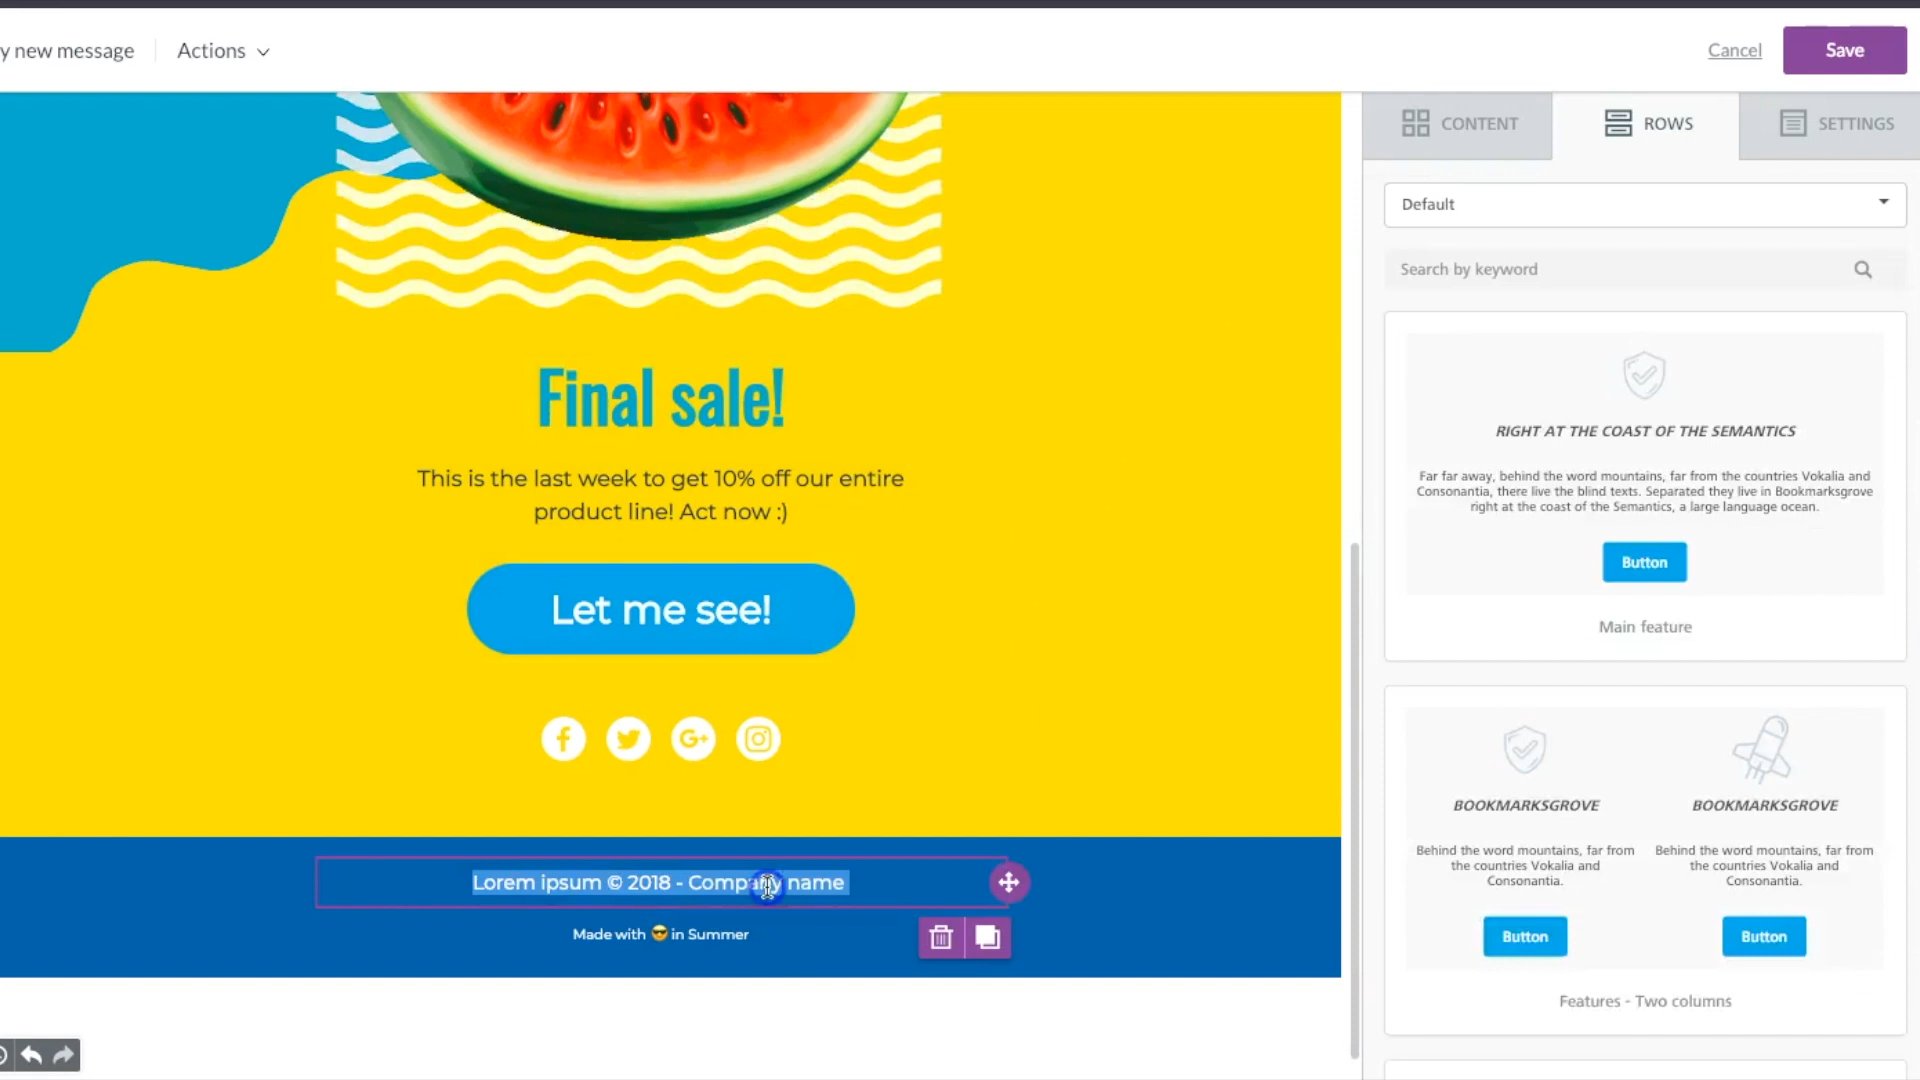 y new message
Actions
Cancel
Save
CONTENT
ROWS
SETTINGS
Default
Search by keyword
Final sale!
This is the last week to get 10% off our entire
product line! Act now :)
Let me see!
G+
Lorem ipsum © 2018 - Company name
Made with 😎 in Summer
RIGHT AT THE COAST OF THE SEMANTICS
Far far away, behind the word mountains, far from the countries Vokalia and
Consonantia, there live the blind texts. Separated they live in Bookmarksgrove
right at the coast of the Semantics, a large language ocean.
Button
Main feature
BOOKMARKSGROVE
Behind the word mountains, far from
the countries Vokalia and
Consonantia.
Button
BOOKMARKSGROVE
Behind the word mountains, far from
the countries Vokalia and
Consonantia.
Button
Features - Two columns